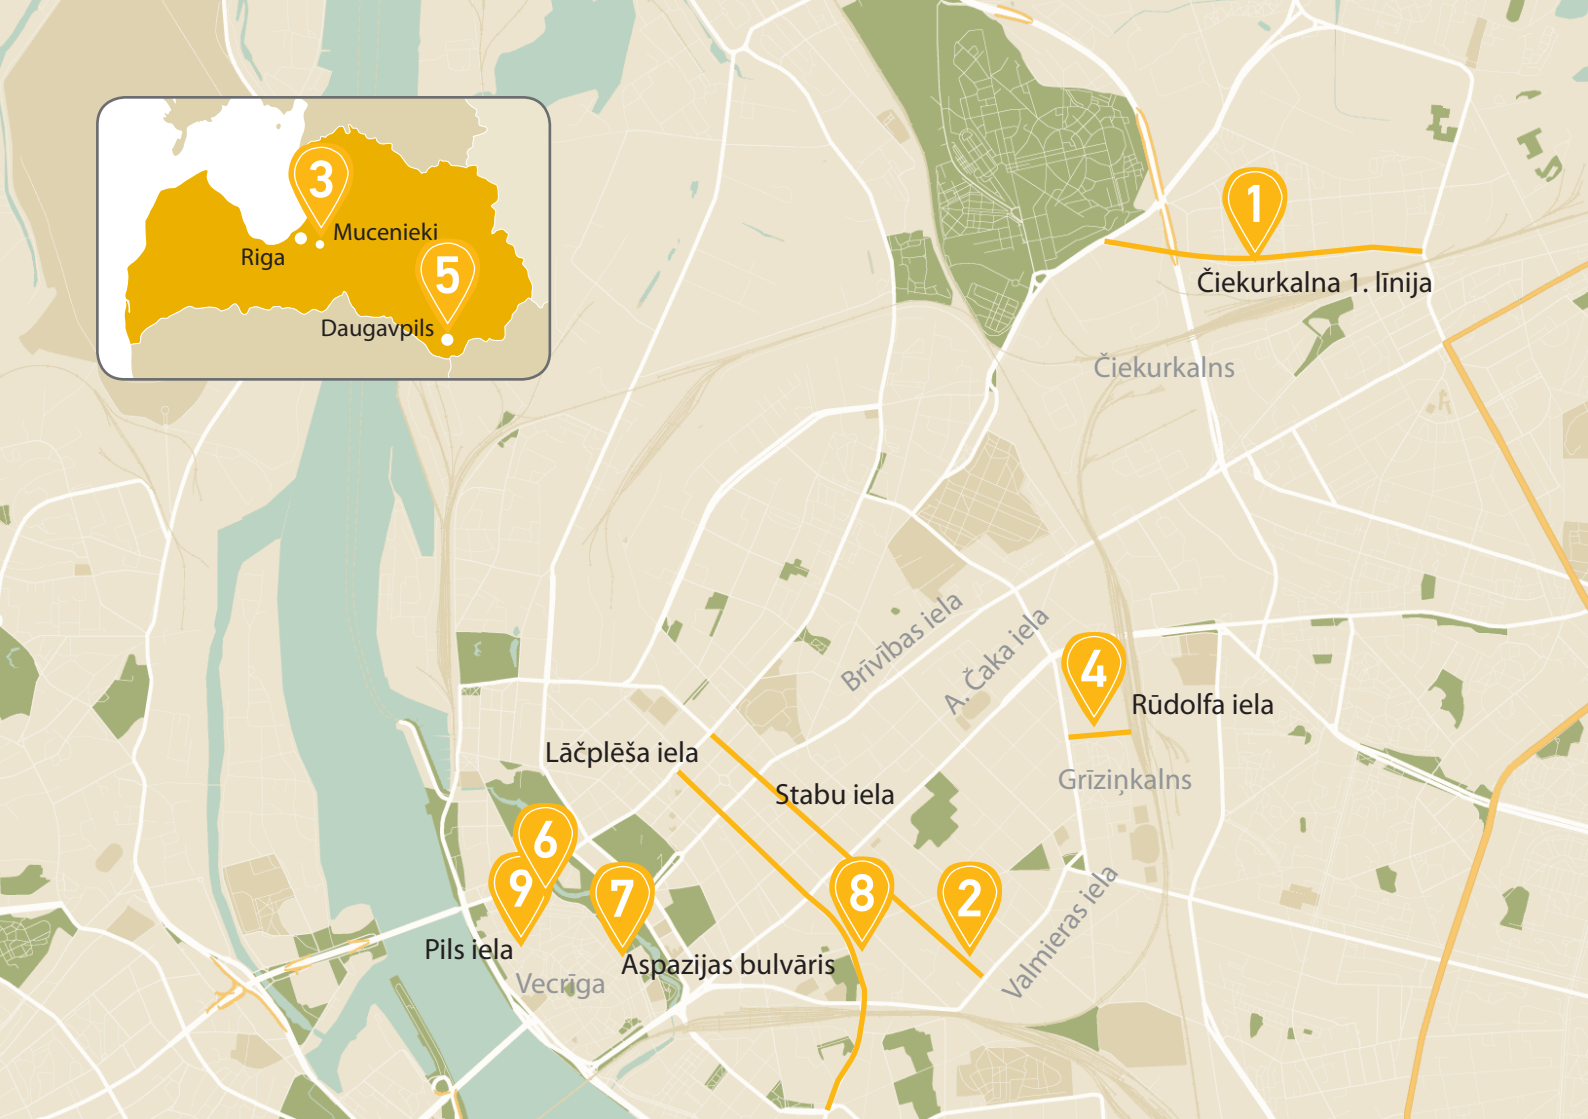 3
Mucenieki
Riga
5
Daugavpils
1
Čiekurkalna 1. līnija
Čiekurkalns
Brīvības iela
A. Čaka iela
4
Rūdolfa iela
Grīziņkalns
Lāčplēša iela
Stabu iela
6
9
7
8
2
Valmieras iela
Pils iela
Aspazijas bulvāris
Vecrīga